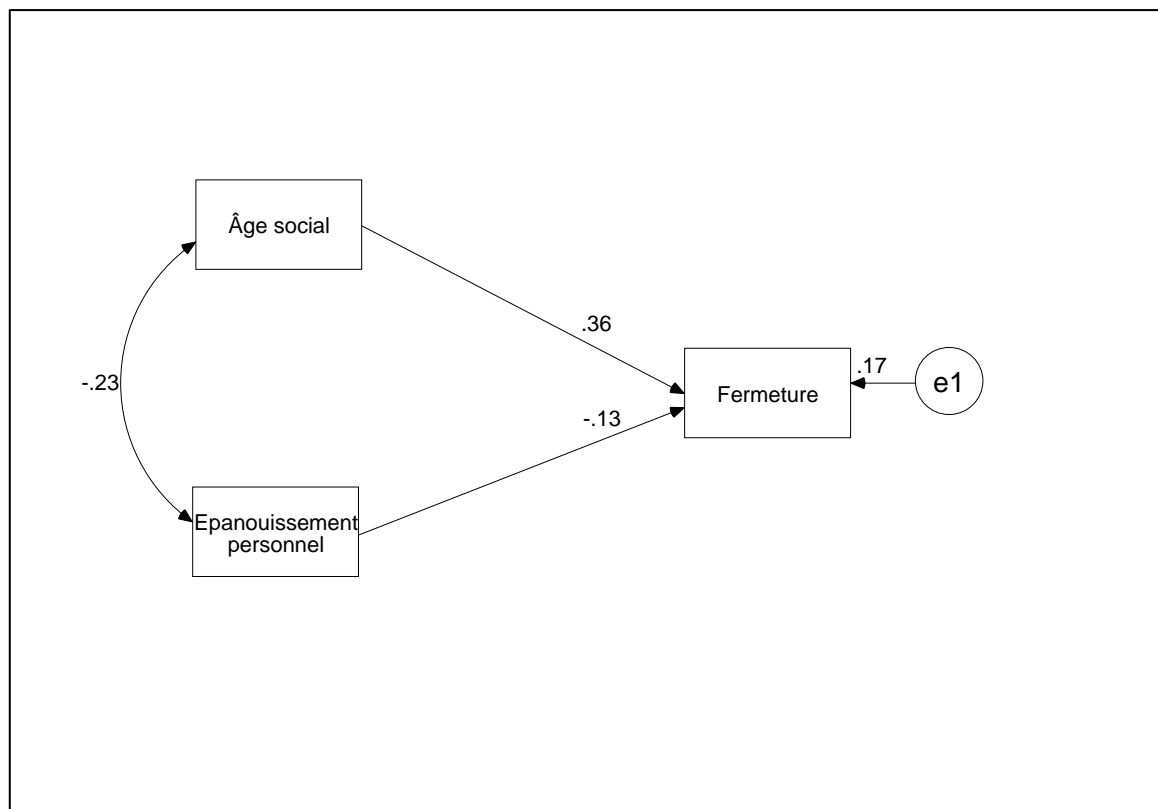 Âge social
.36
-.23
.17
Fermeture
e1
-.13
Epanouissement
personnel